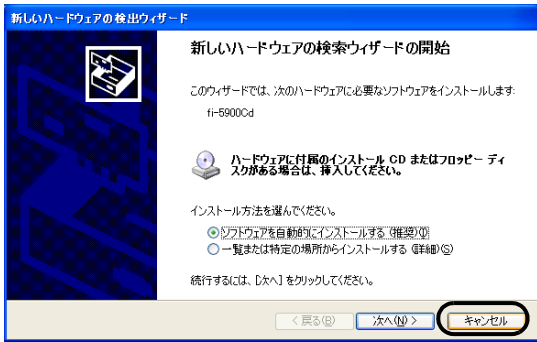 新しいハードウェアの検出ウィザード
新しいハードウェアの検索ウィザードの開始
このウィザードでは、次のハードウェアに必要なソフトウェアをインストールします:
fi-5900Cd
ハードウェアに付属のインストール CD またはフロッピー ディ
スクがある場合は、挿入してください。
インストール方法を選んでください。
ソフトウェアを自動的にインストールする (推奨)(I)
一覧または特定の場所からインストールする (詳細)(S)
続行するには、[次へ] をクリックしてください。
< 戻る(B)
次へ(N) >
キャンセル